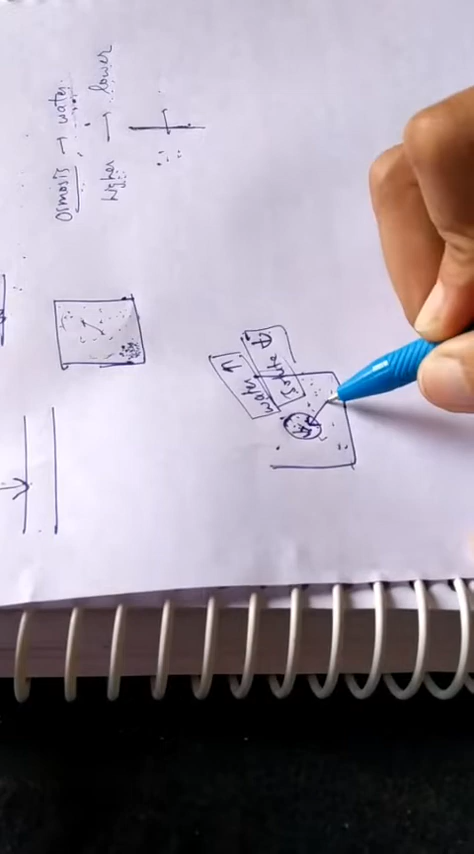 Osmosis → water
higher → lower
water ↑
Solute ↓